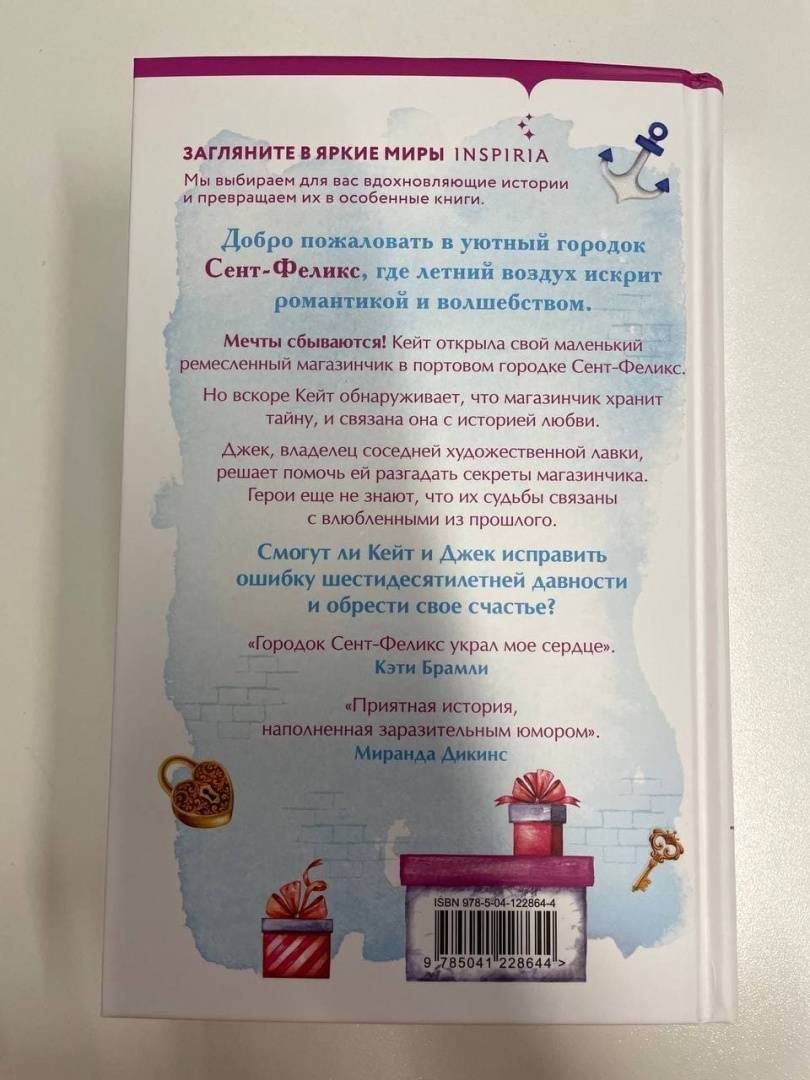 ЗАГЛЯНИТЕ В ЯРКИЕ МИРЫ INSPIRIA
Мы выбираем для вас вдохновляющие истории
и превращаем их в особенные книги.
Добро пожаловать в уютный городок
Сент-Феликс, где летний воздух искрит
романтикой и волшебством.
Мечты сбываются! Кейт открыла свой маленький
ремесленный магазинчик в портовом городке Сент-Феликс.
Но вскоре Кейт обнаруживает, что магазинчик хранит
тайну, и связана она с историей любви.
Джек, владелец соседней художественной лавки,
решает помочь ей разгадать секреты магазинчика.
Герои еще не знают, что их судьбы связаны
с влюбленными из прошлого.
Смогут ли Кейт и Джек исправить
ошибку шестидесятилетней давности
и обрести свое счастье?
«Городок Сент-Феликс украл мое сердце».
Кэти Брамли
«Приятная история,
наполненная заразительным юмором».
Миранда Дикинс
ISBN 978-5-04-122864-4
9 785041 228644 >